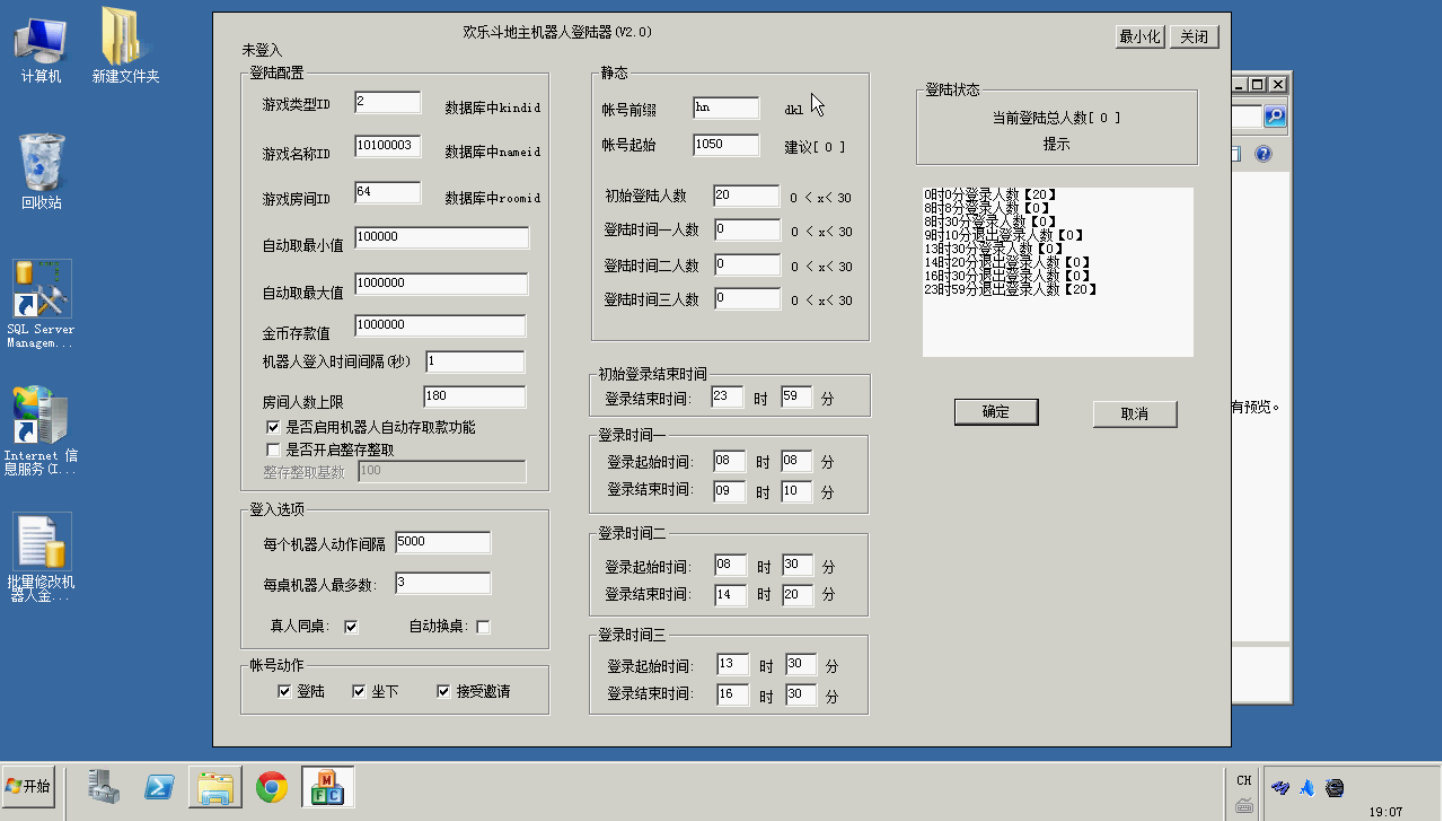 计算机
新建文件夹
回收站
SQL Server
Managem...
Internet 信
息服务(I...
批量修改机
器人金...
欢乐斗地主机器人登陆器(V2.0)
最小化
关闭
未登入
登陆配置
游戏类型ID 2 数据库中kindid
游戏名称ID 10100003 数据库中nameid
游戏房间ID 64 数据库中roomid
自动取最小值 100000
自动取最大值 1000000
金币存款值 1000000
机器人登入时间间隔(秒) 1
房间人数上限 180
是否启用机器人自动存取款功能
是否开启整存整取
整存整取基数 100
登入选项
每个机器人动作间隔 5000
每桌机器人最多数: 3
真人同桌: 自动换桌:
帐号动作
登陆 坐下 接受邀请
静态
帐号前缀 hn dkl
帐号起始 1050 建议[ 0 ]
初始登陆人数 20 0 < x< 30
登陆时间一人数 0 0 < x< 30
登陆时间二人数 0 0 < x< 30
登陆时间三人数 0 0 < x< 30
初始登录结束时间
登录结束时间: 23 时 59 分
登录时间一
登录起始时间: 08 时 08 分
登录结束时间: 09 时 10 分
登录时间二
登录起始时间: 08 时 30 分
登录结束时间: 14 时 20 分
登录时间三
登录起始时间: 13 时 30 分
登录结束时间: 16 时 30 分
登陆状态
当前登陆总人数[ 0 ]
提示
0时0分登录人数【20】
8时8分登录人数【0】
8时30分登录人数【0】
9时10分退出登录人数【0】
13时30分登录人数【0】
14时20分退出登录人数【0】
16时30分退出登录人数【0】
23时59分退出登录人数【20】
确定 取消
有预览。
开始
M
F C
CH
19:07